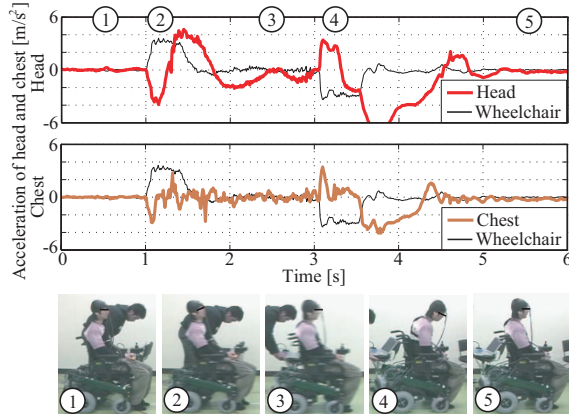 Acceleration of head and chest [m/s²]
Head
Chest
6
0
-6
1 2 3 4 5
Head
Wheelchair
6
0
-6
Chest
Wheelchair
0 1 2 3 4 5 6
Time [s]
1 2 3 4 5